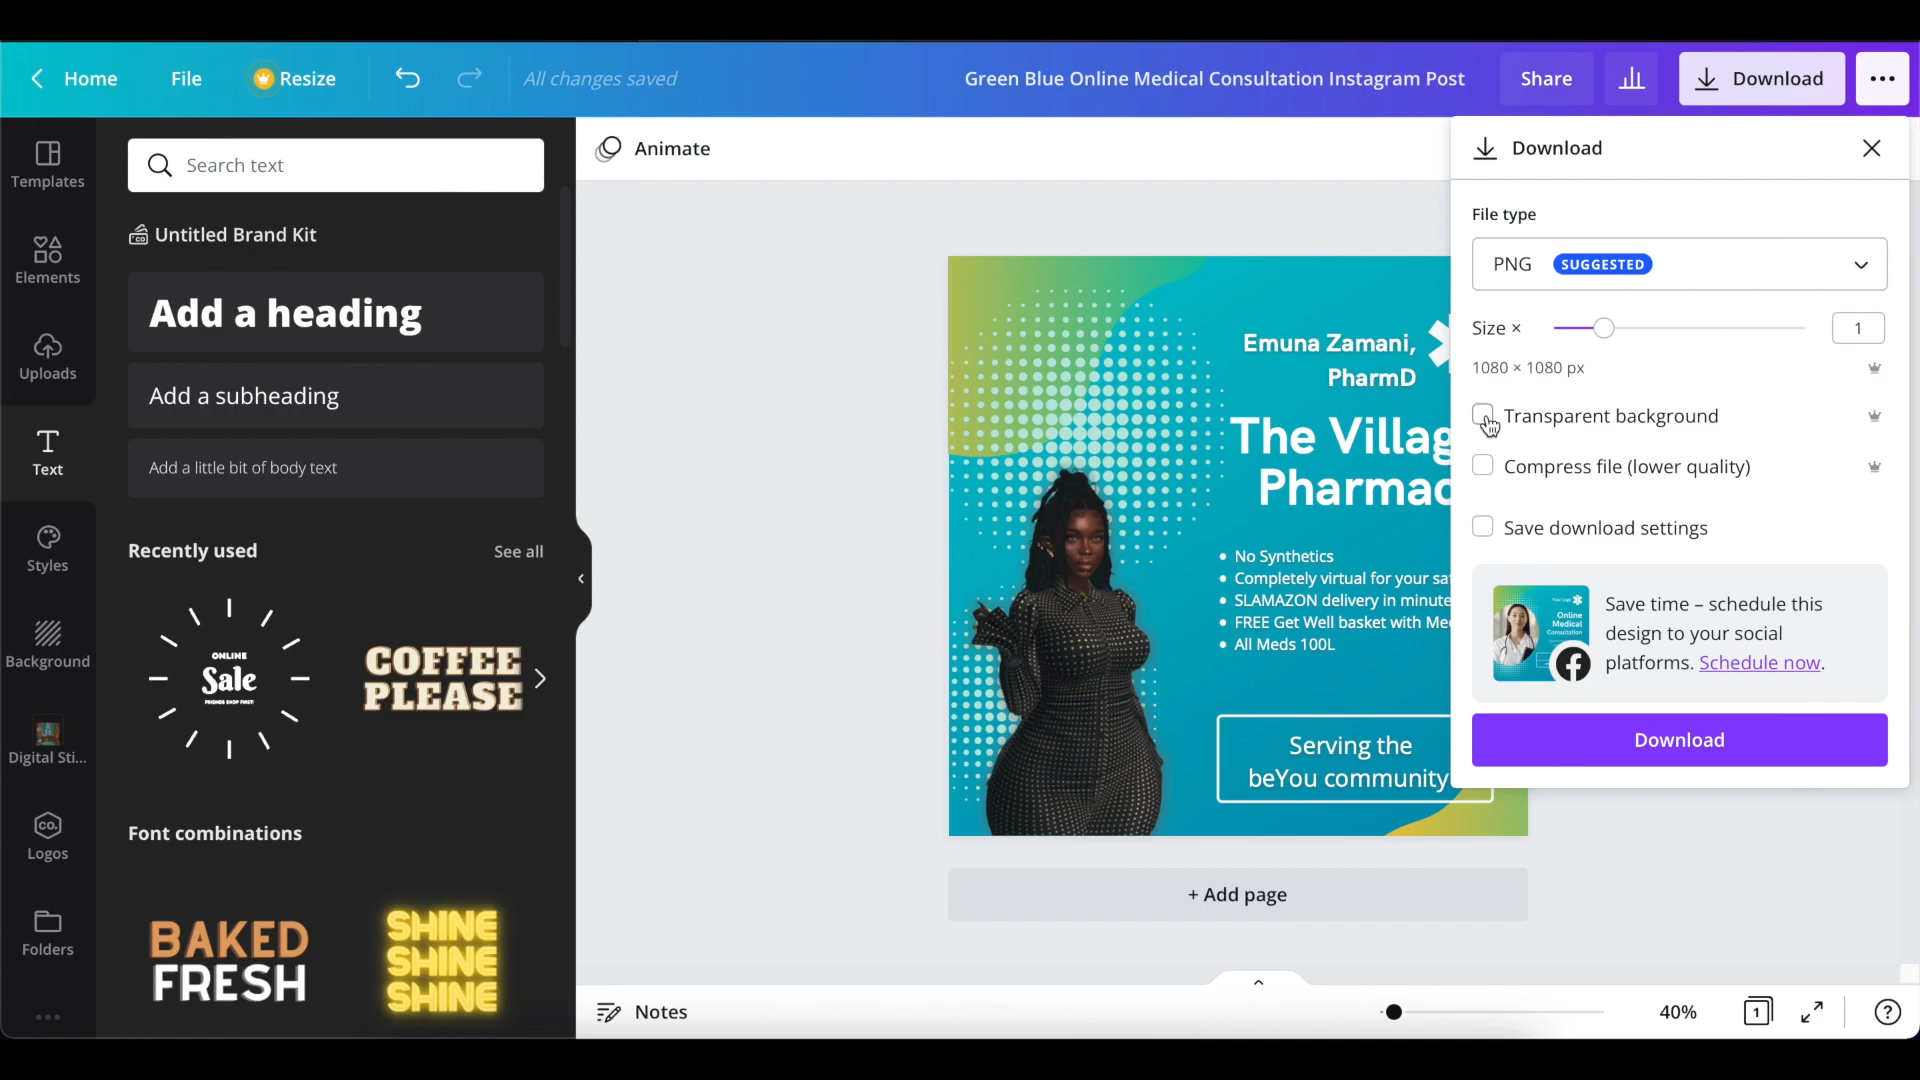 Home
File
Resize
All changes saved
Green Blue Online Medical Consultation Instagram Post
Share
Download
Templates
Elements
Uploads
Text
Styles
Background
Digital Sti...
Logos
Folders
Search text
Untitled Brand Kit
Add a heading
Add a subheading
Add a little bit of body text
Recently used
See all
ONLINE
Sale
FRIENDS SHOP FIRST!
COFFEE
PLEASE
Font combinations
BAKED
FRESH
SHINE
SHINE
SHINE
Animate
Emuna Zamani,
PharmD
The Villag
Pharmac
No Synthetics
Completely virtual for your sa
SLAMAZON delivery in minute
FREE Get Well basket with Me
All Meds 100L
Serving the
beYou community
+ Add page
Notes
40%
1
?
Download
File type
PNG
SUGGESTED
Size ×
1
1080 × 1080 px
Transparent background
Compress file (lower quality)
Save download settings
Online
Medical
Consultation
Save time – schedule this
design to your social
platforms. Schedule now.
Download